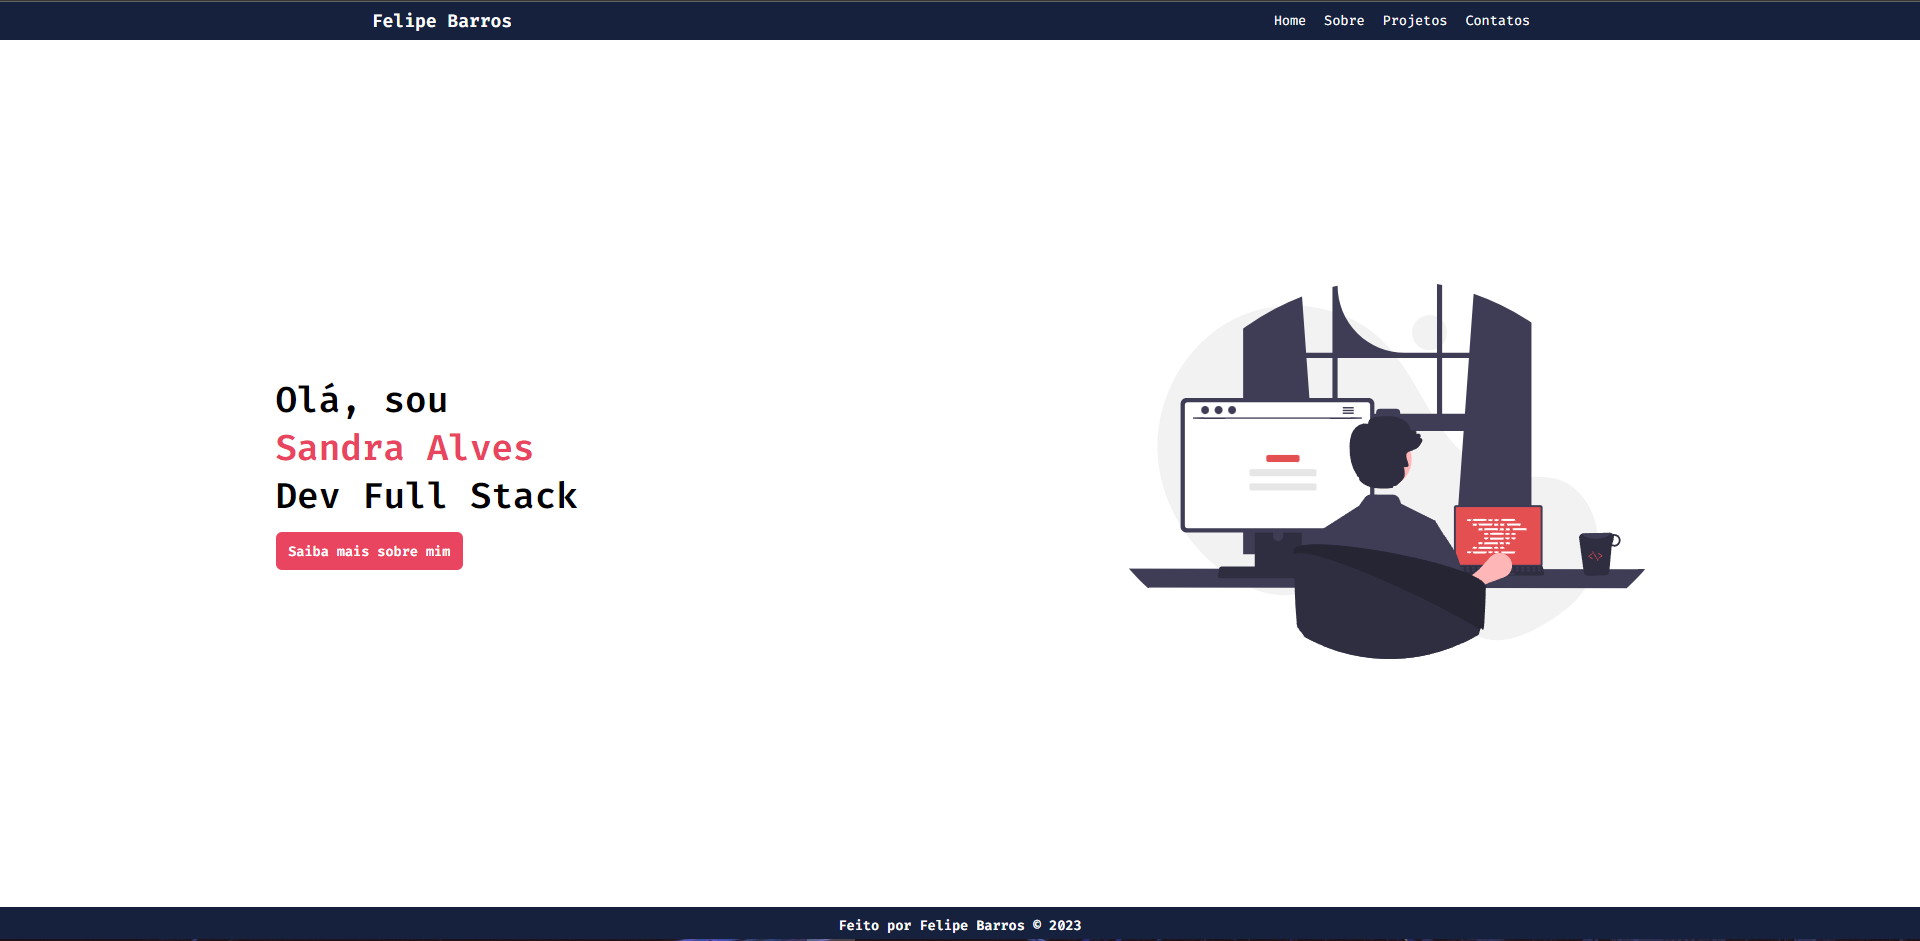 Felipe Barros
Home Sobre Projetos Contatos
Olá, sou
Sandra Alves
Dev Full Stack
Saiba mais sobre mim
</>
Feito por Felipe Barros © 2023